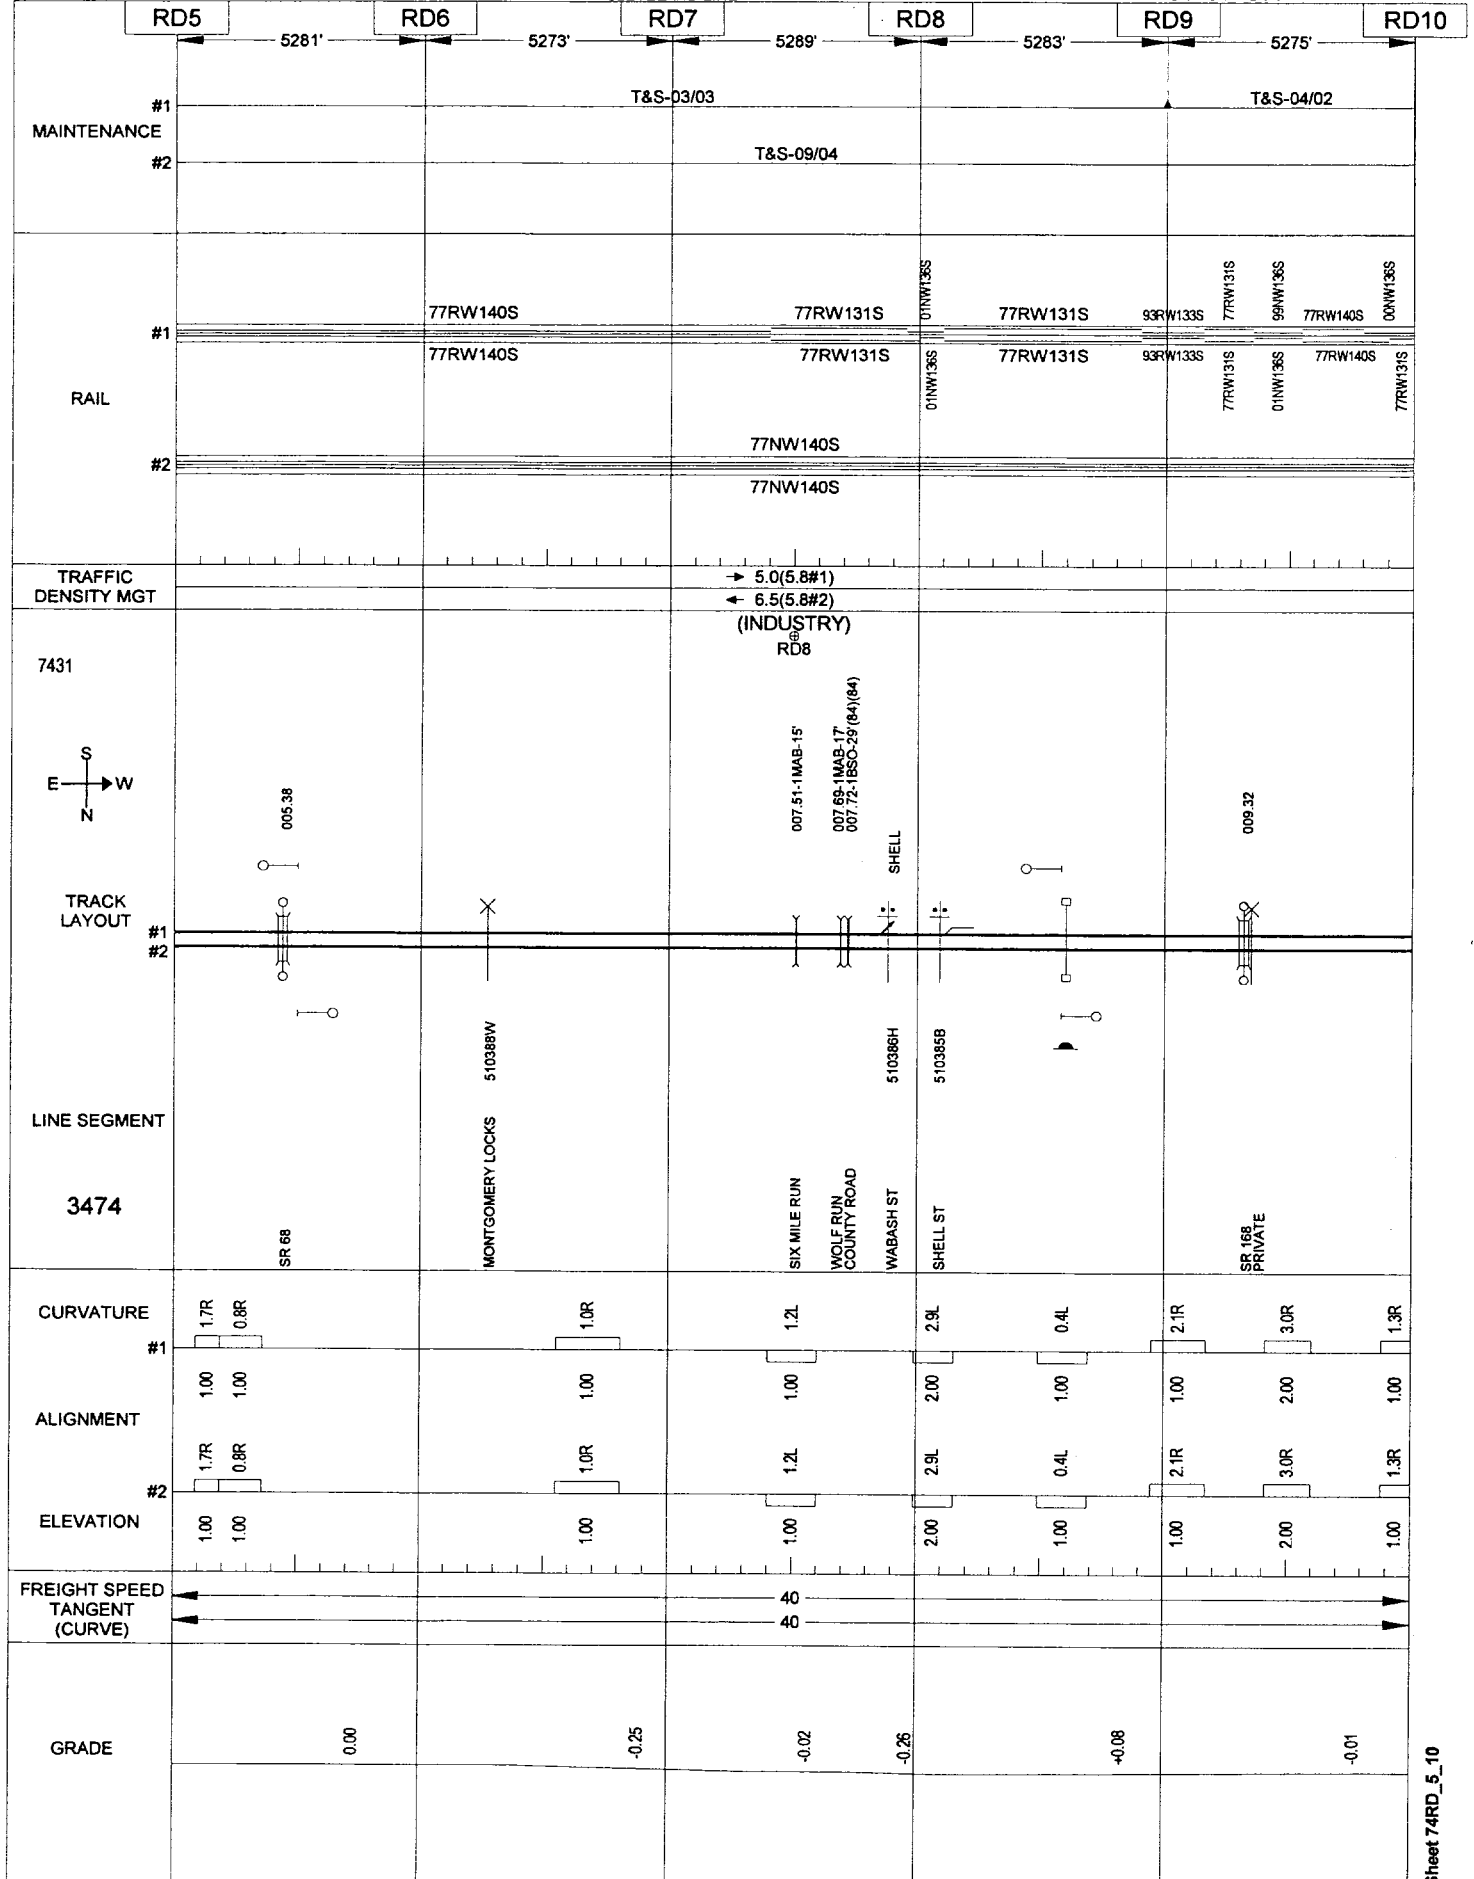 RD5 RD6 RD7 RD8 RD9 RD10
5281' 5273' 5289' 5283' 5275'
#1 T&S-03/03 T&S-04/02
MAINTENANCE
#2 T&S-09/04
77RW140S 77RW131S 01NW136S 77RW131S 93RW133S 77RW131S 99NW136S 77RW140S 00NW136S
#1
77RW140S 77RW131S 01NW136S 77RW131S 93RW133S 77RW131S 01NW136S 77RW140S 77RW131S
RAIL
77NW140S
#2
77NW140S
TRAFFIC
DENSITY MGT
5.0(5.8#1)
6.5(5.8#2)
(INDUSTRY)
RD8
7431
S
E W
N
005.38
007.51-1MAB-15'
007.69-1MAB-17'
007.72-1BSO-29'(84)(84)
SHELL
009.32
TRACK
LAYOUT
#1
#2
510388W
510386H
510385B
LINE SEGMENT
3474
SR 68
MONTGOMERY LOCKS
SIX MILE RUN
WOLF RUN
COUNTY ROAD
WABASH ST
SHELL ST
SR 168
PRIVATE
CURVATURE
1.7R 0.8R 1.0R 1.2L 2.9L 0.4L 2.1R 3.0R 1.3R
#1
1.00 1.00 1.00 1.00 2.00 1.00 1.00 2.00 1.00
ALIGNMENT
1.7R 0.8R 1.0R 1.2L 2.9L 0.4L 2.1R 3.0R 1.3R
#2
ELEVATION
1.00 1.00 1.00 1.00 2.00 1.00 1.00 2.00 1.00
FREIGHT SPEED
TANGENT
(CURVE)
40
40
GRADE
0.00 -0.25 -0.02 -0.26 +0.08 -0.01
Sheet 74RD_5_10